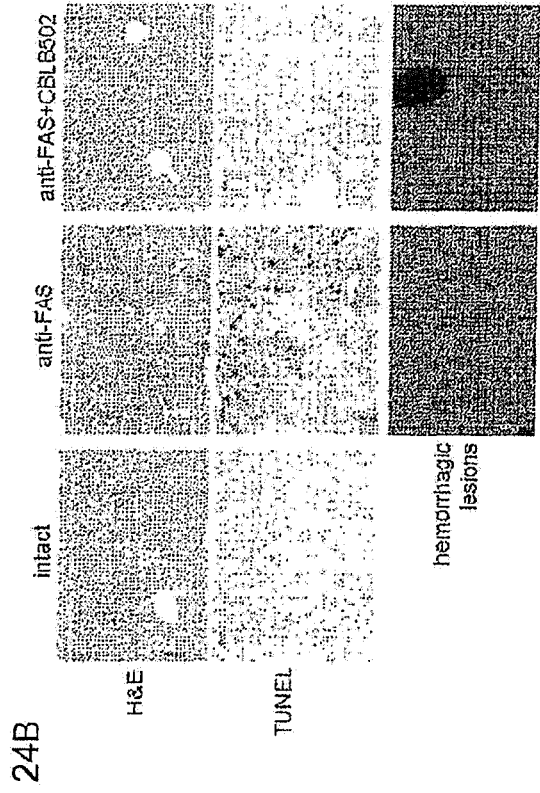 24B
intact
anti-FAS
anti-FAS+CBLB502
H&E
TUNEL
hemorrhagic
lesions